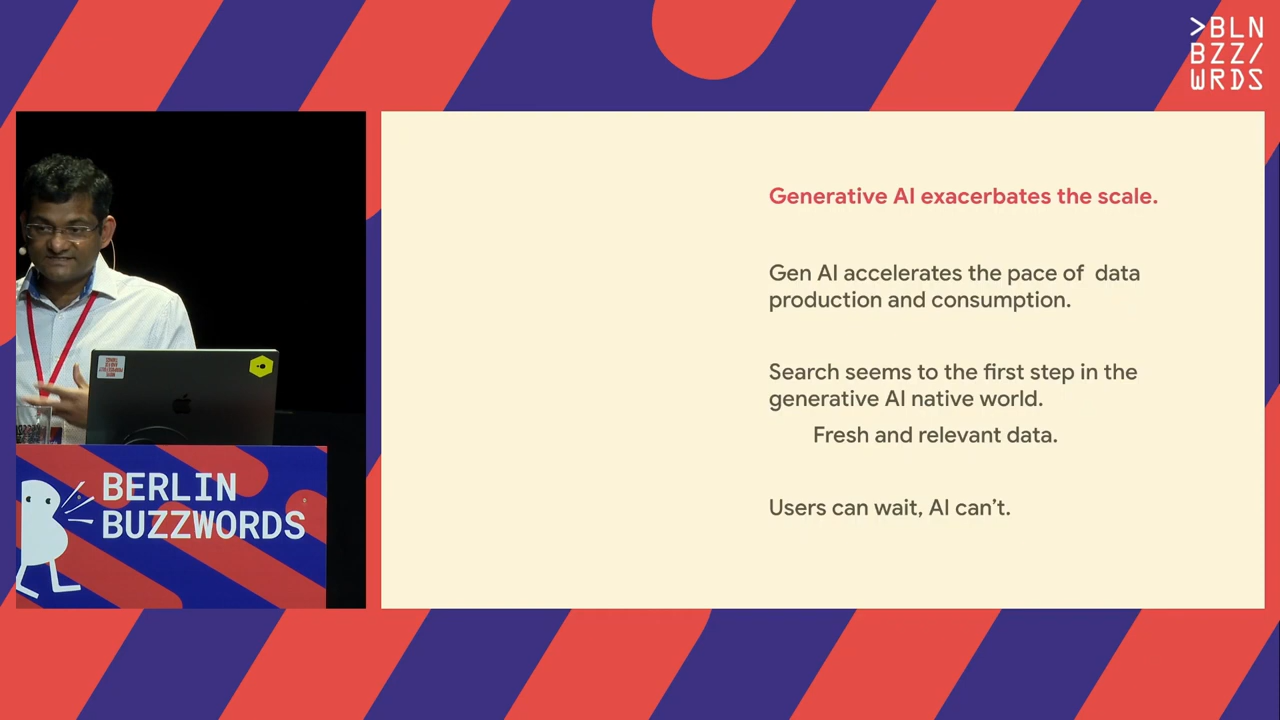 >BLN
BZZ/
WRDS
Generative AI exacerbates the scale.
Gen AI accelerates the pace of  data
production and consumption.
Search seems to the first step in the
generative AI native world.
Fresh and relevant data.
Users can wait, AI can’t.
BERLIN
BUZZWORDS